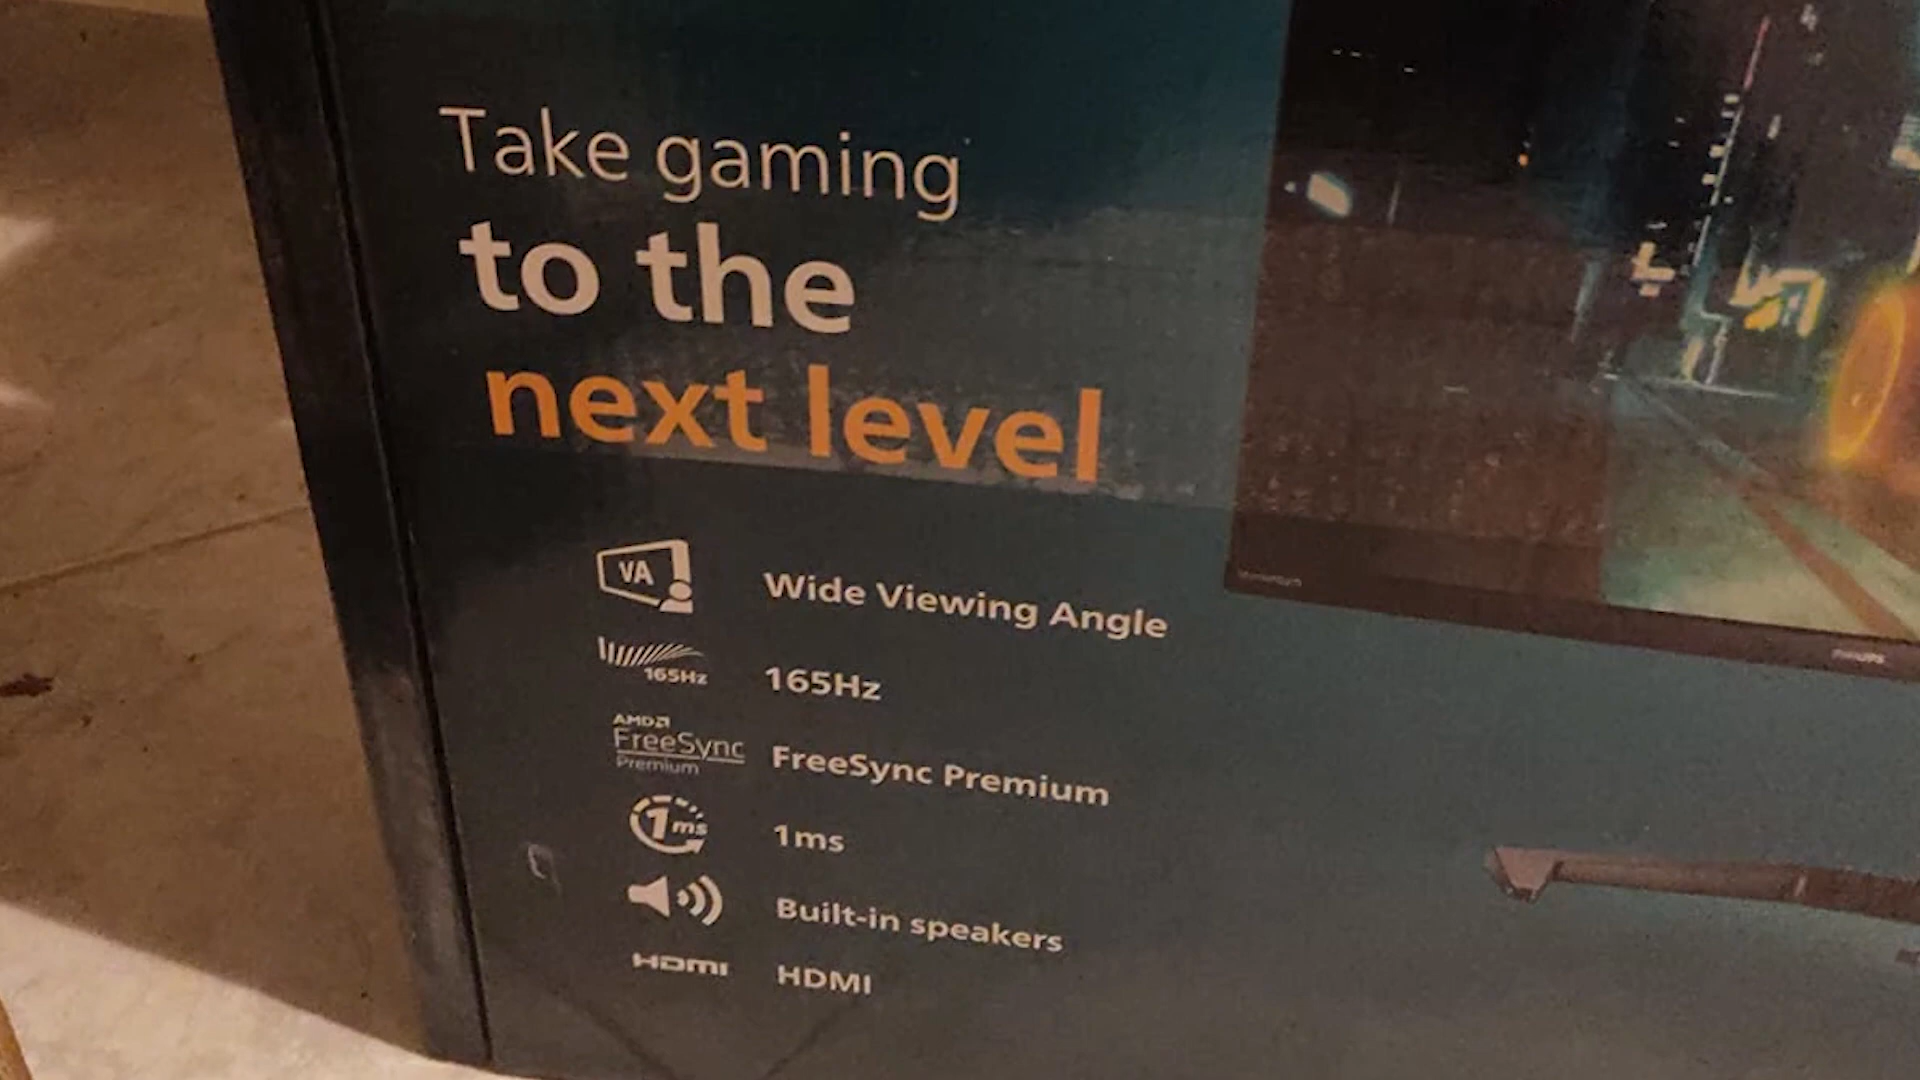 Take gaming
to the
next level
VA
Wide Viewing Angle
165Hz
165Hz
AMD
FreeSync
Premium
FreeSync Premium
1ms
1ms
Built-in speakers
HDMI
HDMI
PHILIPS